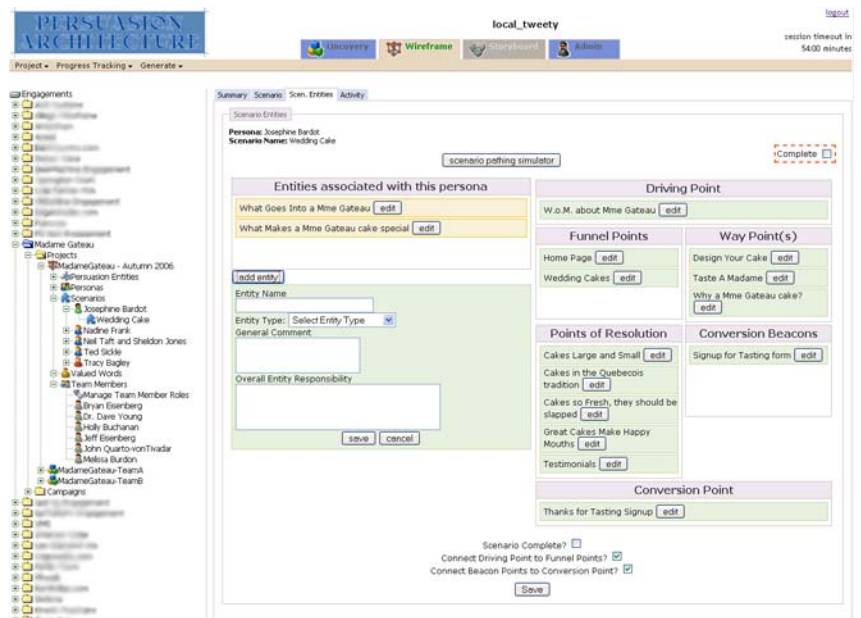 PERSUASION
ARCHITECTURE
local_tweety
logout
session timeout in
54:00 minutes
Uncovery
Wireframe
Storyboard
Admin
Project Progress Tracking Generate
Engagements
Madame Gateau
Projects
MadameGateau - Autumn 2006
Persuasion Entities
Personas
Scenarios
Josephine Bardot
Wedding Cake
Nadine Frank
Neil Taft and Sheldon Jones
Ted Sickle
Tracy Bagley
Valued Words
Team Members
Manage Team Member Roles
Bryan Eisenberg
Dr. Dave Young
Holly Buchanan
Jeff Eisenberg
John Quarto-vonTivadar
Melissa Burdon
MadameGateau-TeamA
MadameGateau-TeamB
Campaigns
Summary Scenario Scen. Entities Activity
Scenario Entities
Persona: Josephine Bardot
Scenario Name: Wedding Cake
scenario pathing simulator
Complete
Entities associated with this persona
What Goes Into a Mme Gateau edit
What Makes a Mme Gateau cake special edit
add entity
Entity Name
Entity Type: Select Entity Type
General Comment
Overall Entity Responsibility
save cancel
Driving Point
W.o.M. about Mme Gateau edit
Funnel Points
Home Page edit
Wedding Cakes edit
Way Point(s)
Design Your Cake edit
Taste A Madame edit
Why a Mme Gateau cake?
edit
Points of Resolution
Cakes Large and Small edit
Cakes in the Quebecois
tradition edit
Cakes so Fresh, they should be
slapped edit
Great Cakes Make Happy
Mouths edit
Testimonials edit
Conversion Beacons
Signup for Tasting form edit
Conversion Point
Thanks for Tasting Signup edit
Scenario Complete?
Connect Driving Point to Funnel Points?
Connect Beacon Points to Conversion Point?
Save